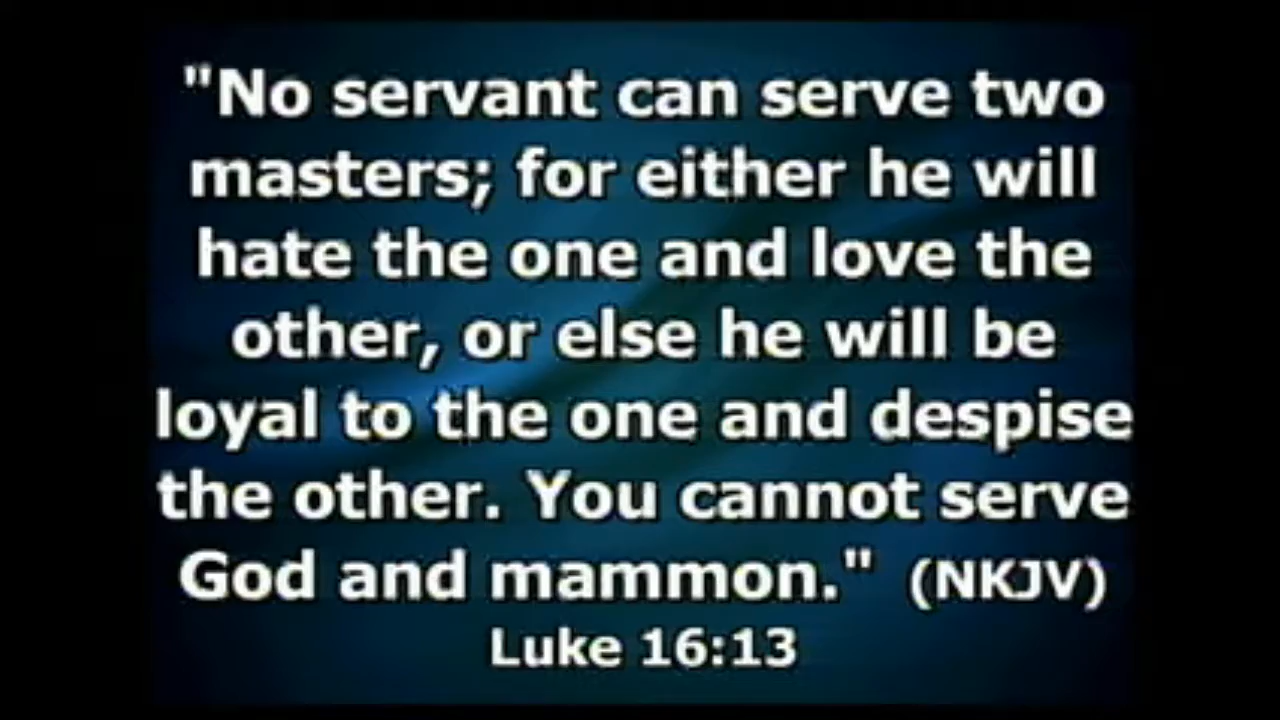 "No servant can serve two
masters; for either he will
hate the one and love the
other, or else he will be
loyal to the one and despise
the other. You cannot serve
God and mammon." (NKJV)
Luke 16:13